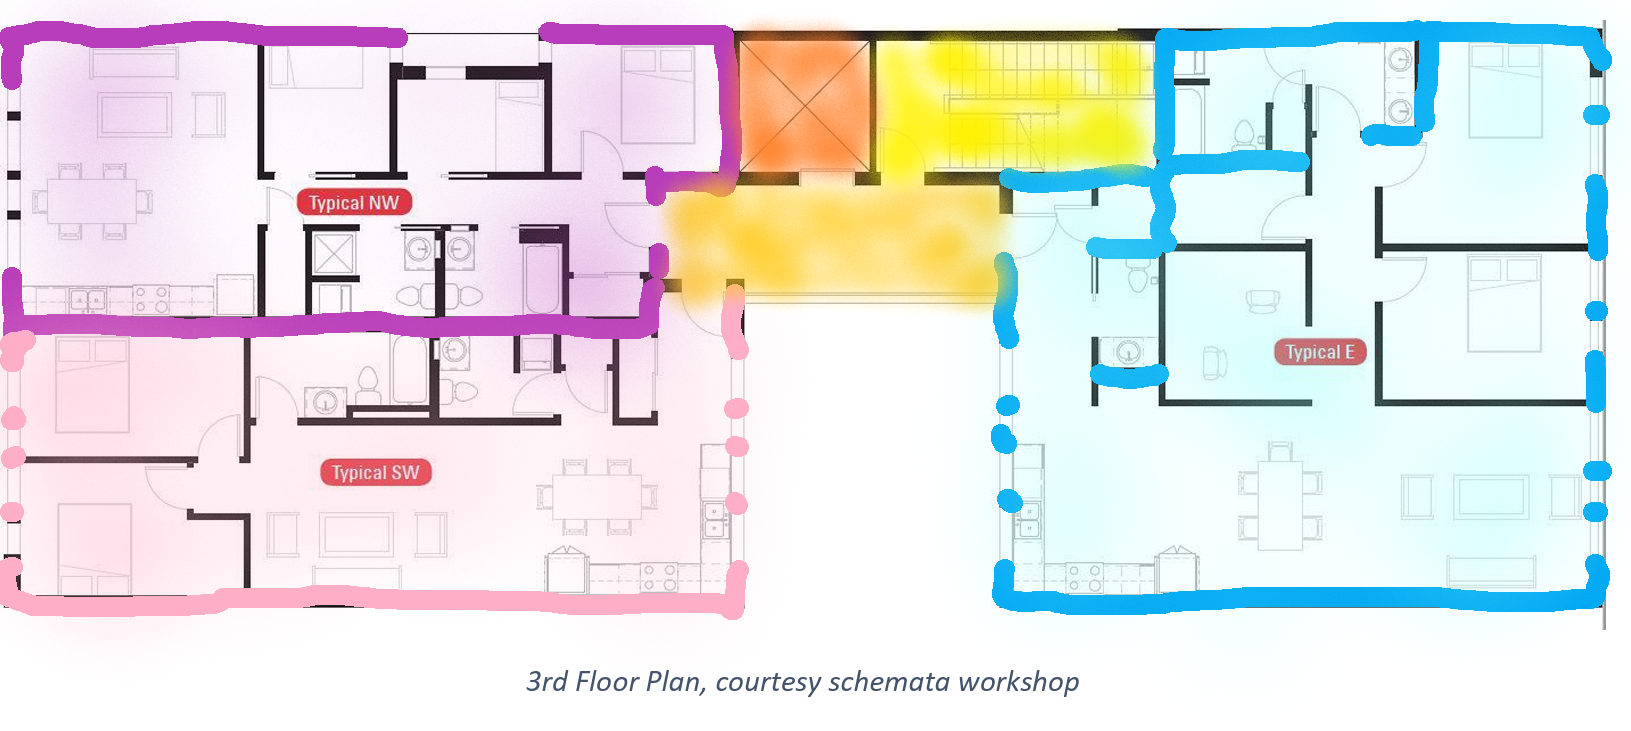 Typical NW
Typical E
Typical SW
3rd Floor Plan, courtesy schemata workshop